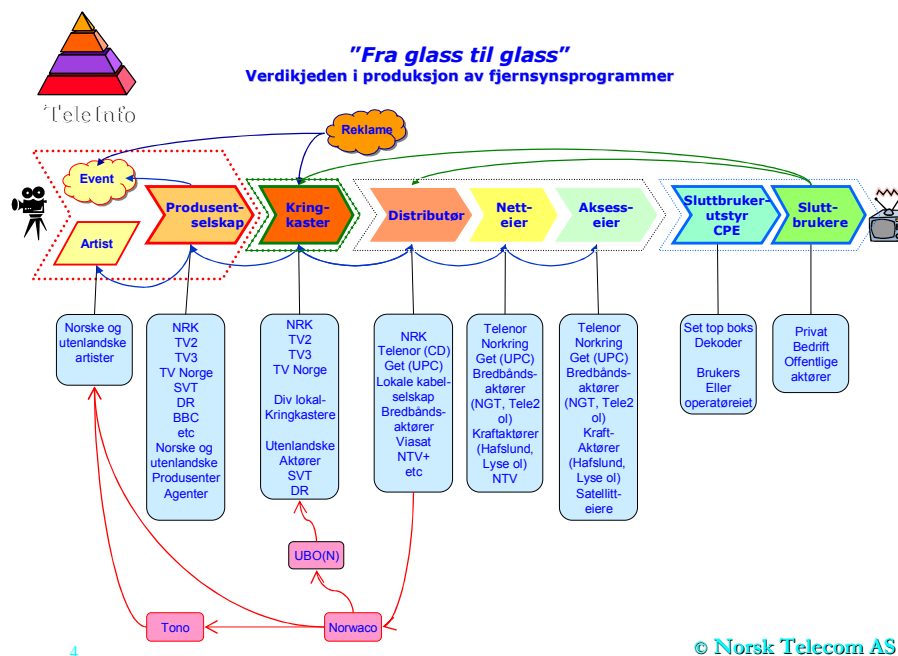 ”Fra glass til glass”
Verdikjeden i produksjon av fjernsynsprogrammer
TeleInfo
Reklame
Event
Artist
Produsent-
selskap
Kring-
kaster
Distributør
Nett-
eier
Aksess-
eier
Sluttbruker-
utstyr
CPE
Slutt-
brukere
Norske og
utenlandske
artister
NRK
TV2
TV3
TV Norge
SVT
DR
BBC
etc
Norske og
utenlandske
Produsenter
Agenter
NRK
TV2
TV3
TV Norge
Div lokal-
Kringkastere
Utenlandske
Aktører
SVT
DR
NRK
Telenor (CD)
Get (UPC)
Lokale kabel-
selskap
Bredbånds-
aktører
Viasat
NTV+
etc
Telenor
Norkring
Get (UPC)
Bredbånds-
aktører
(NGT, Tele2
ol)
Kraftaktører
(Hafslund,
Lyse ol)
NTV
Telenor
Norkring
Get (UPC)
Bredbånds-
aktører
(NGT, Tele2
ol)
Kraft-
Aktører
(Hafslund,
Lyse ol)
Satellitt-
eiere
Set top boks
Dekoder
Brukers
Eller
operatøreiet
Privat
Bedrift
Offentlige
aktører
UBO(N)
Tono
Norwaco
4
© Norsk Telecom AS